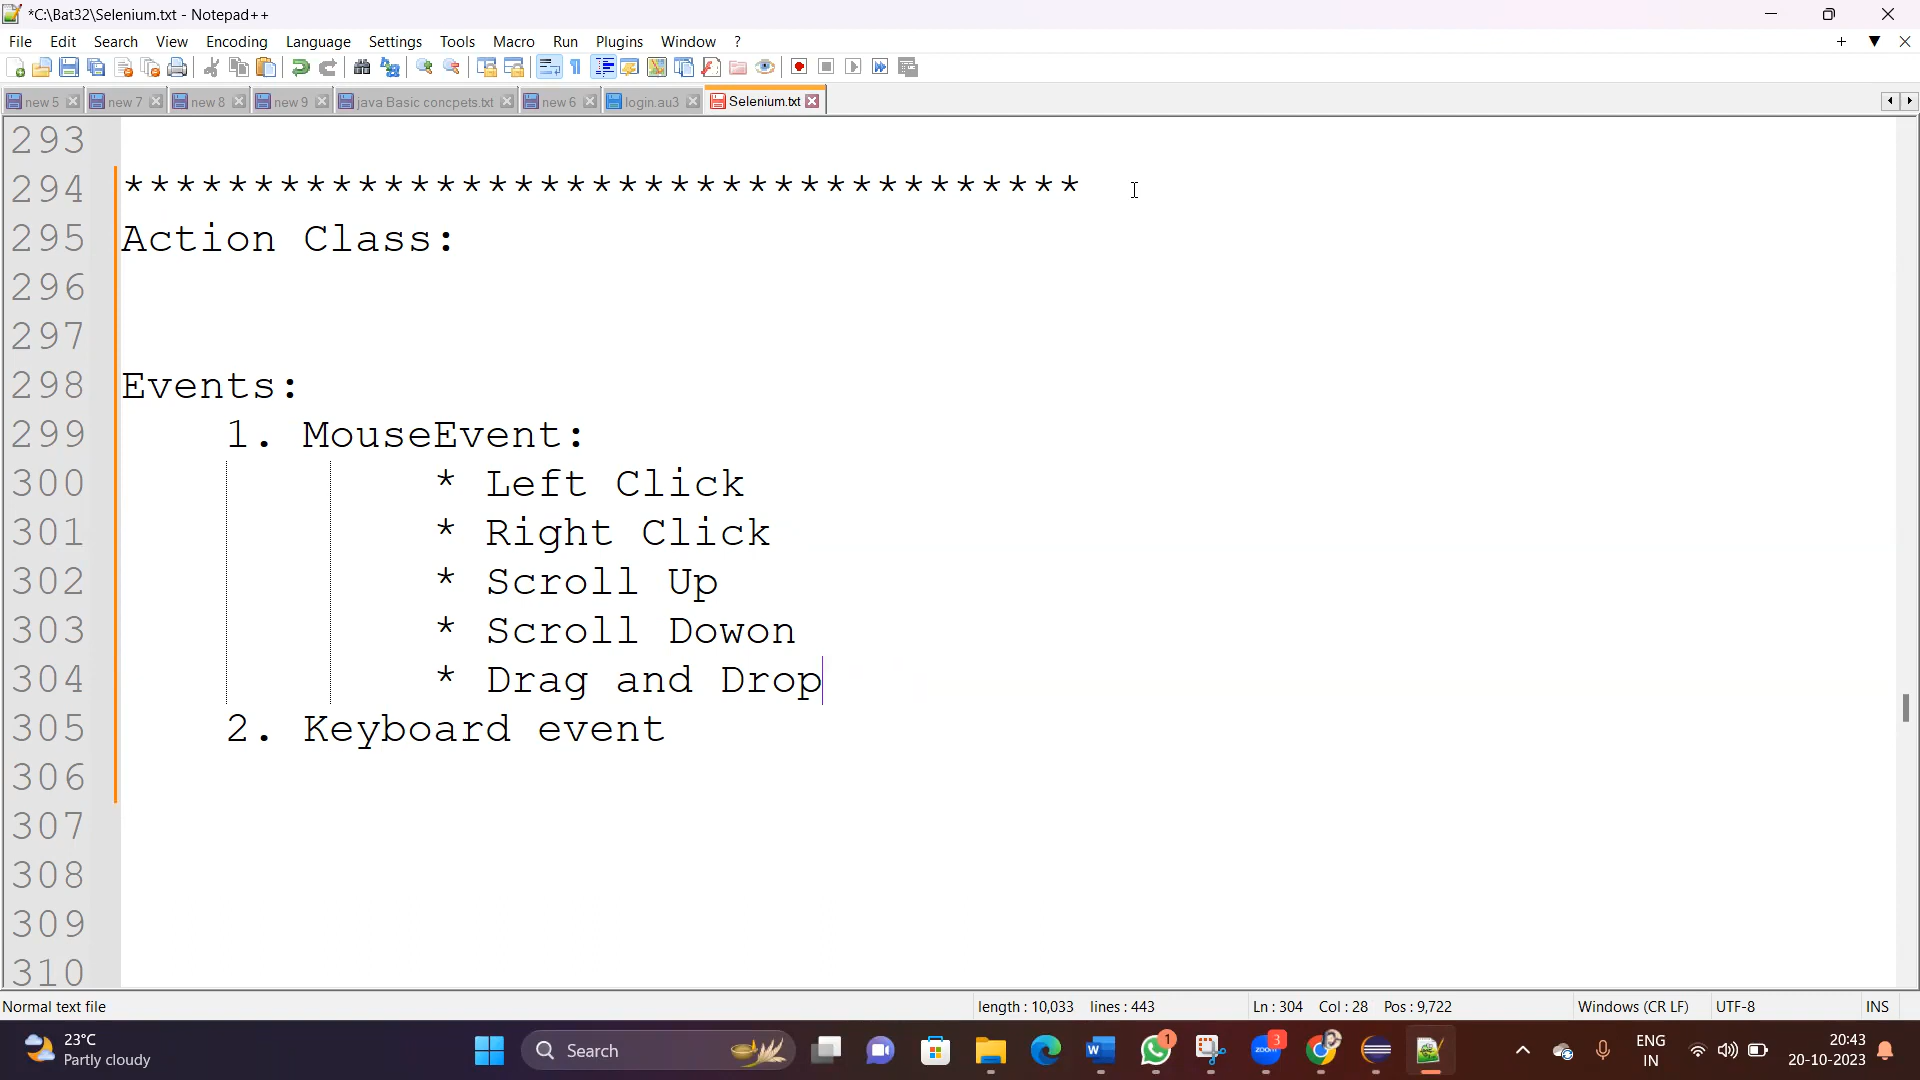 *C:\Bat32\Selenium.txt - Notepad++
File Edit Search View Encoding Language Settings Tools Macro Run Plugins Window ?
new 5 new 7 new 8 new 9 java Basic concpets.txt new 6 login.au3 Selenium.txt
293
294 *************************************
295 Action Class:
296
297
298 Events:
299 1. MouseEvent:
300 * Left Click
301 * Right Click
302 * Scroll Up
303 * Scroll Dowon
304 * Drag and Drop
305 2. Keyboard event
306
307
308
309
310
Normal text file length : 10,033 lines : 443 Ln : 304 Col : 28 Pos : 9,722 Windows (CR LF) UTF-8 INS
23°C
Partly cloudy
Search
1
zoom 3
ENG
IN
20:43
20-10-2023